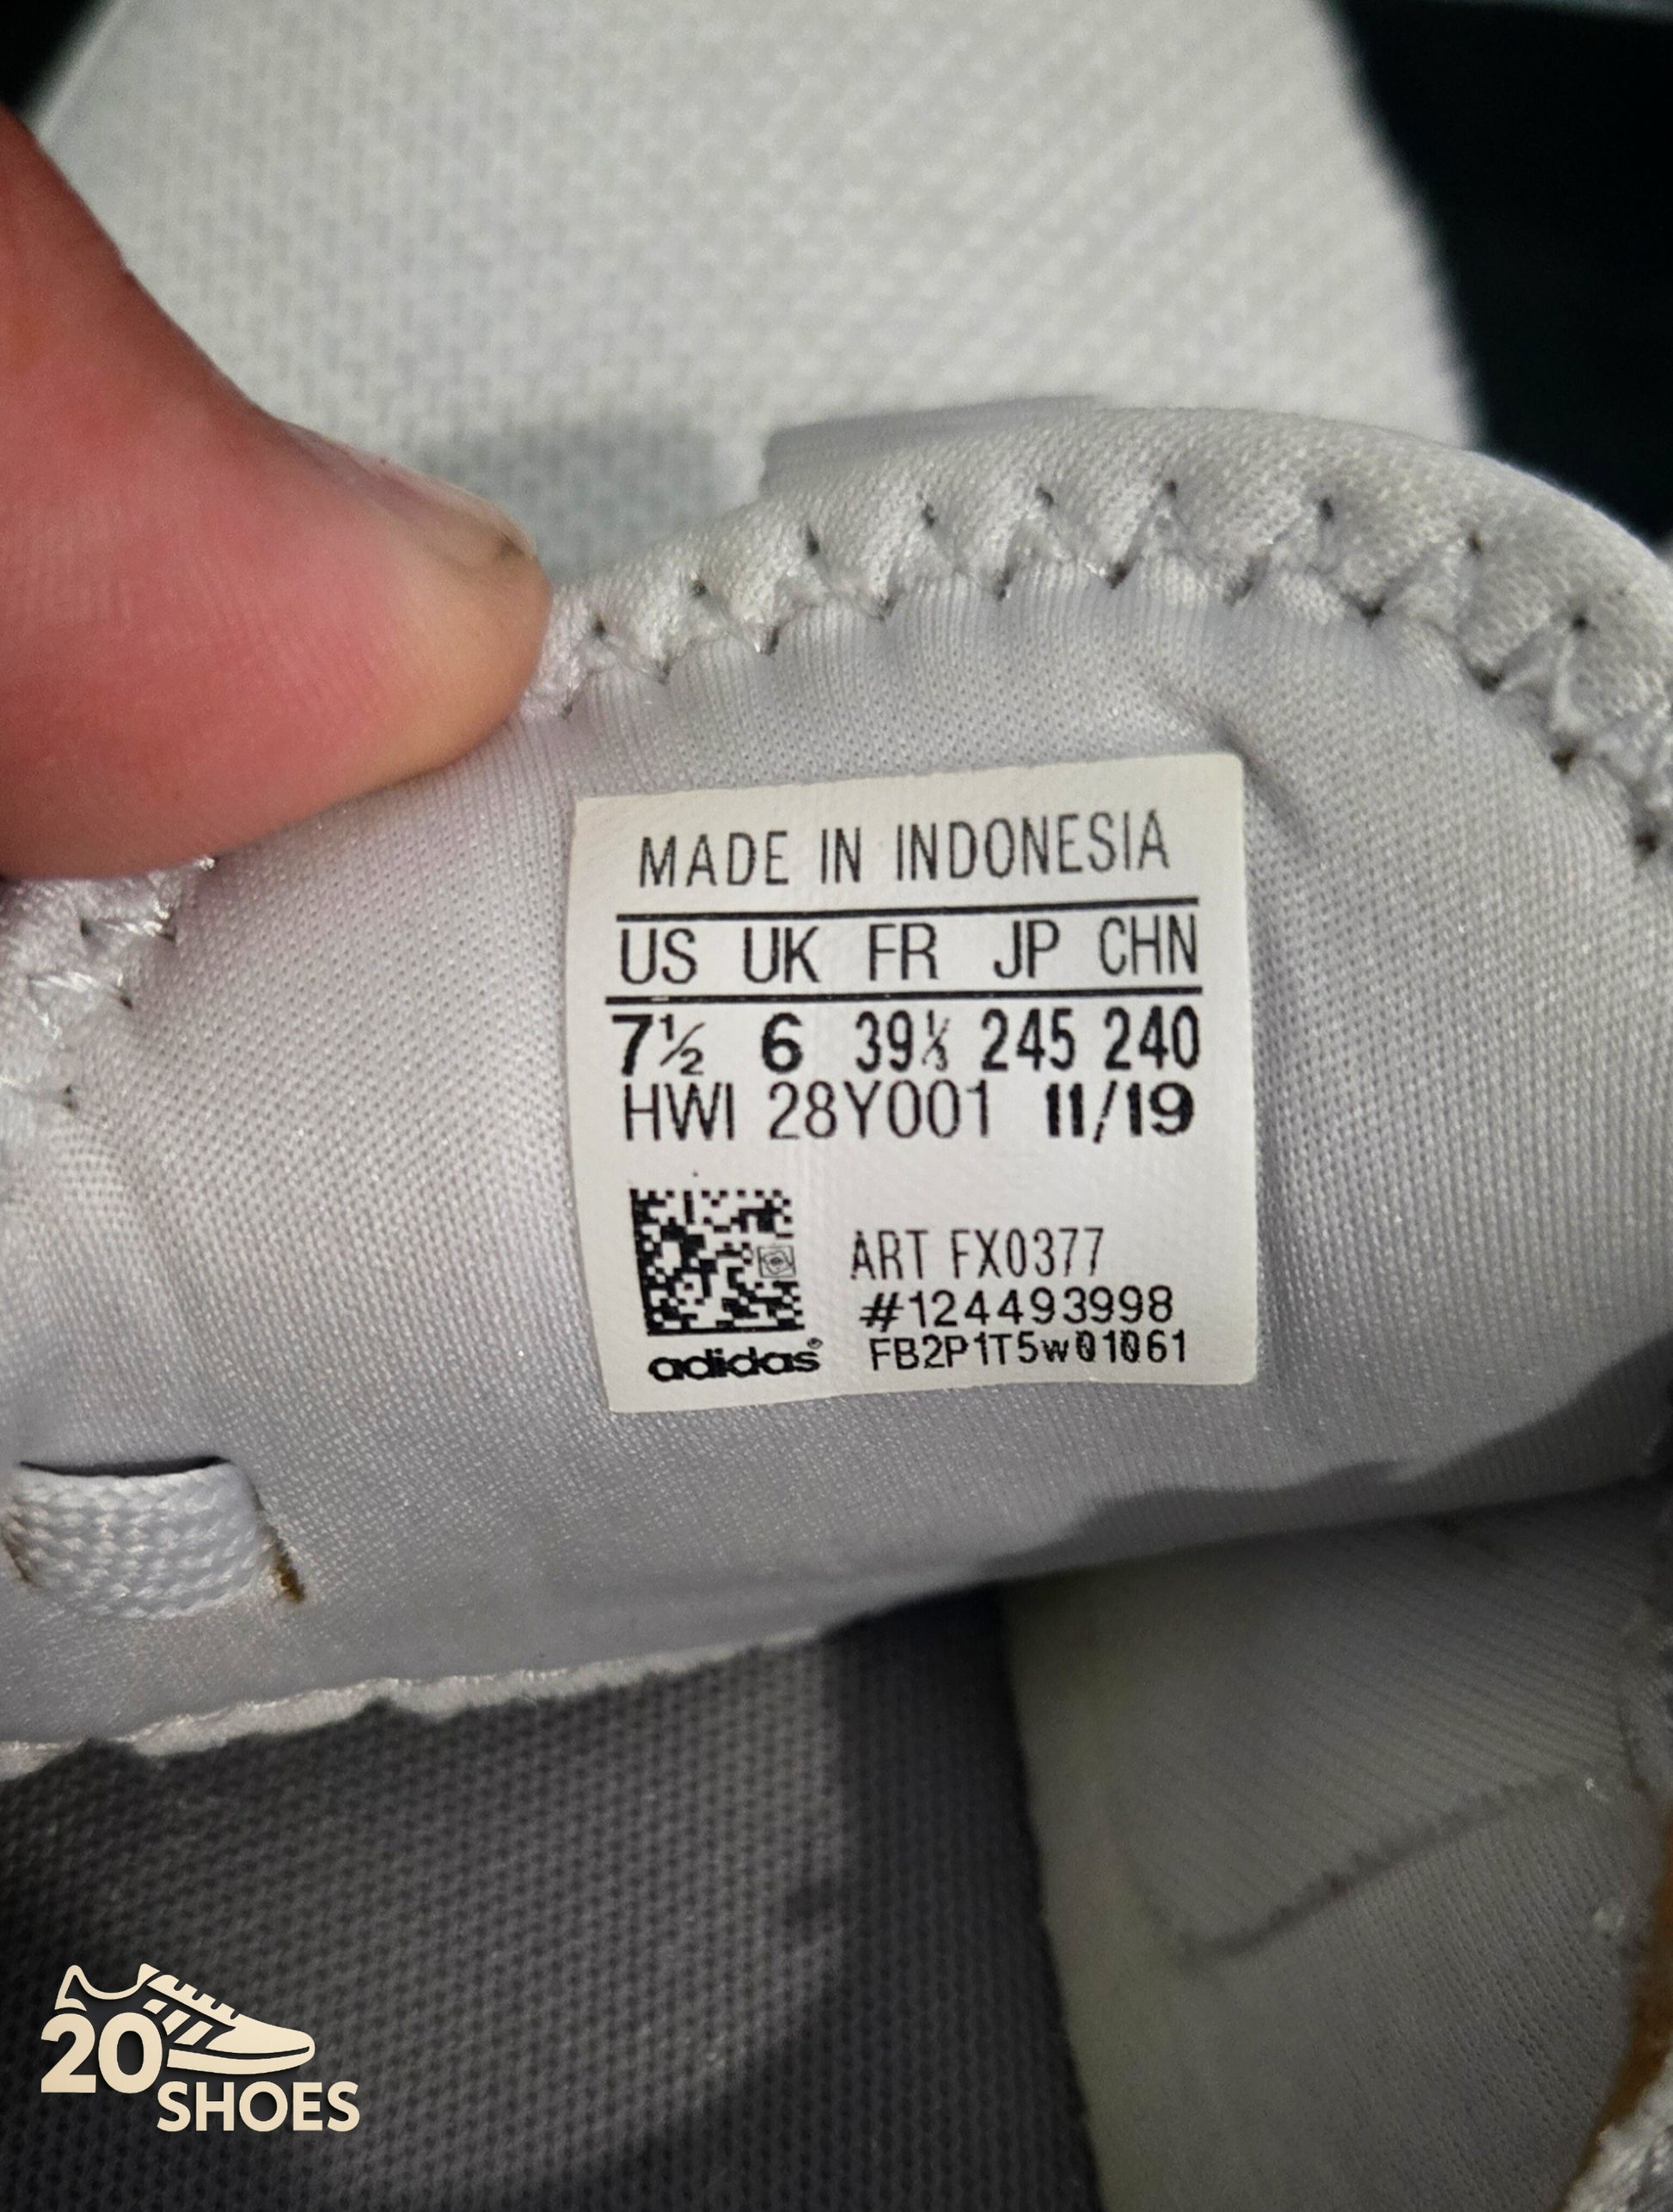 MADE IN INDONESIA
US UK FR JP CHN
7½ 6 39⅓ 245 240
HWI 28Y001 11/19
ART FX0377
#124493998
adidas® FB2P1T5w01061
20
SHOES